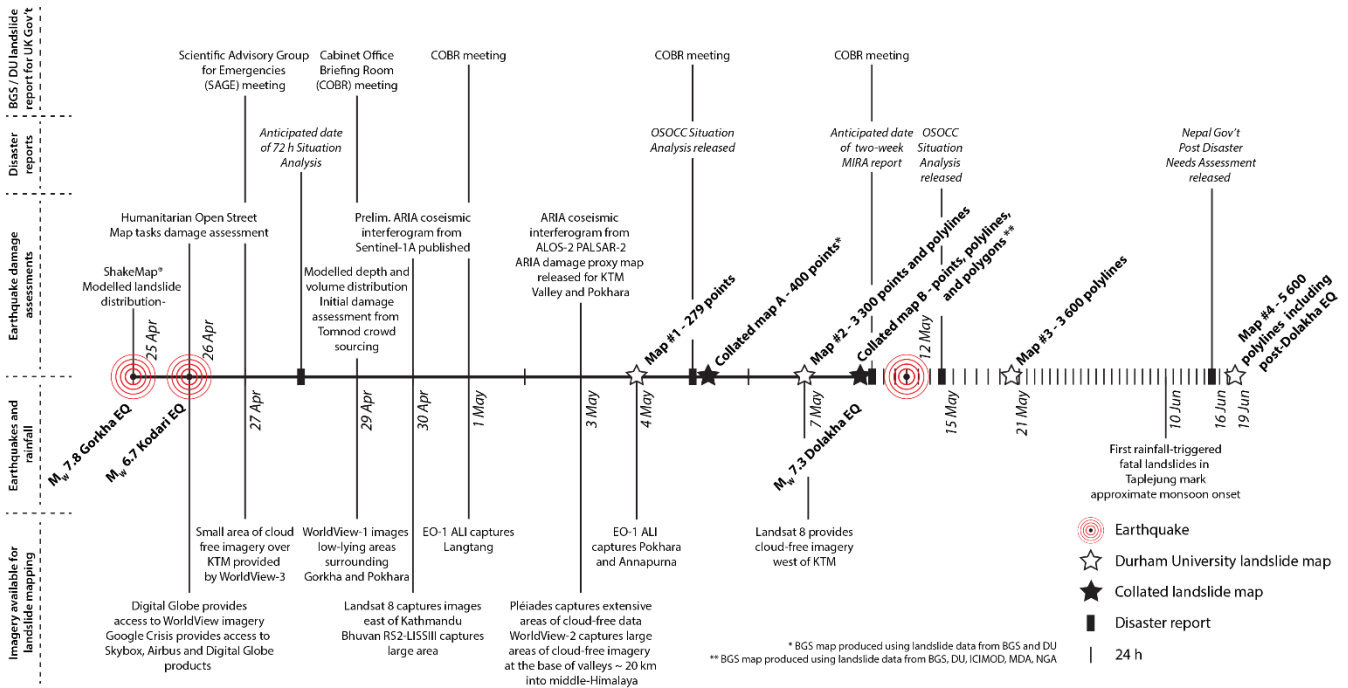 BGS / DU landslide
report for UK Gov't
Disaster
reports
Earthquake damage
assessments
Earthquakes and
rainfall
Imagery available for
landslide mapping
Scientific Advisory Group
for Emergencies
(SAGE) meeting
Cabinet Office
Briefing Room
(COBR) meeting
COBR meeting
COBR meeting
COBR meeting
Anticipated date
of 72 h Situation
Analysis
OSOCC Situation
Analysis released
Anticipated date
of two-week
MIRA report
OSOCC
Situation
Analysis
released
Nepal Gov't
Post Disaster
Needs Assessment
released
Humanitarian Open Street
Map tasks damage assessment
ShakeMap®
Modelled landslide
distribution-
Prelim. ARIA coseismic
interferogram from
Sentinel-1A published
Modelled depth and
volume distribution
Initial damage
assessment from
Tomnod crowd
sourcing
ARIA coseismic
interferogram from
ALOS-2 PALSAR-2
ARIA damage proxy map
released for KTM
Valley and Pokhara
Map #1 - 279 points
Collated map A - 400 points*
Map #2 - 3 300 points and polylines
Collated map B - points, polylines,
and polygons **
Map #3 - 3 600 polylines
Map #4 - 5 600
polylines including
post-Dolakha EQ
25 Apr
26 Apr
12 May
27 Apr
29 Apr
30 Apr
1 May
3 May
4 May
7 May
15 May
21 May
10 Jun
16 Jun
19 Jun
Mw 7.8 Gorkha EQ
Mw 6.7 Kodari EQ
Mw 7.3 Dolakha EQ
First rainfall-triggered
fatal landslides in
Taplejung mark
approximate monsoon onset
Small area of cloud
free imagery over
KTM provided
by WorldView-3
WorldView-1 images
low-lying areas
surrounding
Gorkha and Pokhara
EO-1 ALI captures
Langtang
EO-1 ALI
captures Pokhara
and Annapurna
Landsat 8 provides
cloud-free imagery
west of KTM
Digital Globe provides
access to WorldView imagery
Google Crisis provides access to
Skybox, Airbus and Digital Globe
products
Landsat 8 captures images
east of Kathmandu
Bhuvan RS2-LISSIII captures
large area
Pléiades captures extensive
areas of cloud-free data
WorldView-2 captures large
areas of cloud-free imagery
at the base of valleys ~ 20 km
into middle-Himalaya
Earthquake
Durham University landslide map
Collated landslide map
Disaster report
24 h
* BGS map produced using landslide data from BGS and DU
** BGS map produced using landslide data from BGS, DU, ICIMOD, MDA, NGA